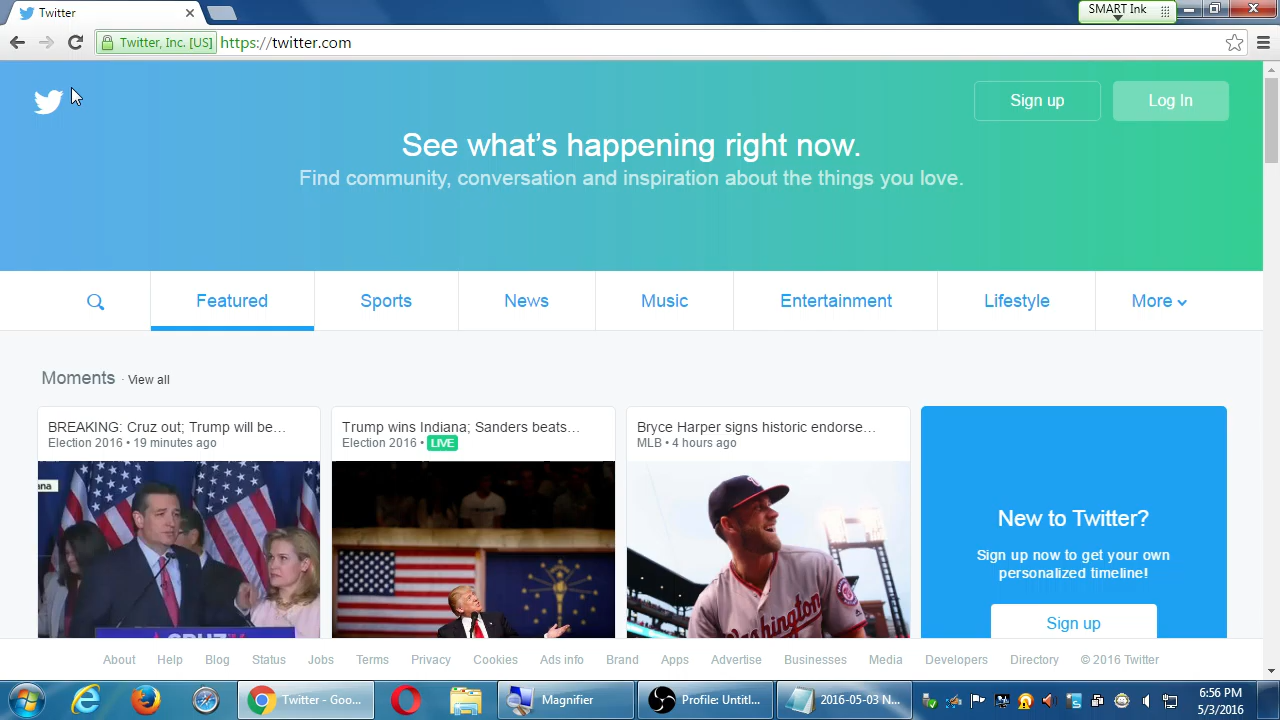 Twitter
SMART Ink
Twitter, Inc. [US] https://twitter.com
Sign up
Log In
See what's happening right now.
Find community, conversation and inspiration about the things you love.
Featured
Sports
News
Music
Entertainment
Lifestyle
More
Moments · View all
BREAKING: Cruz out; Trump will be…
Election 2016 • 19 minutes ago
Trump wins Indiana; Sanders beats…
Election 2016 • LIVE
Bryce Harper signs historic endorse…
MLB • 4 hours ago
ana
CRUZ
Washington
New to Twitter?
Sign up now to get your own
personalized timeline!
Sign up
About Help Blog Status Jobs Terms Privacy Cookies Ads info Brand Apps Advertise Businesses Media Developers Directory © 2016 Twitter
Twitter - Goo...
Magnifier
Profile: Untitl...
2016-05-03 N...
6:56 PM
5/3/2016